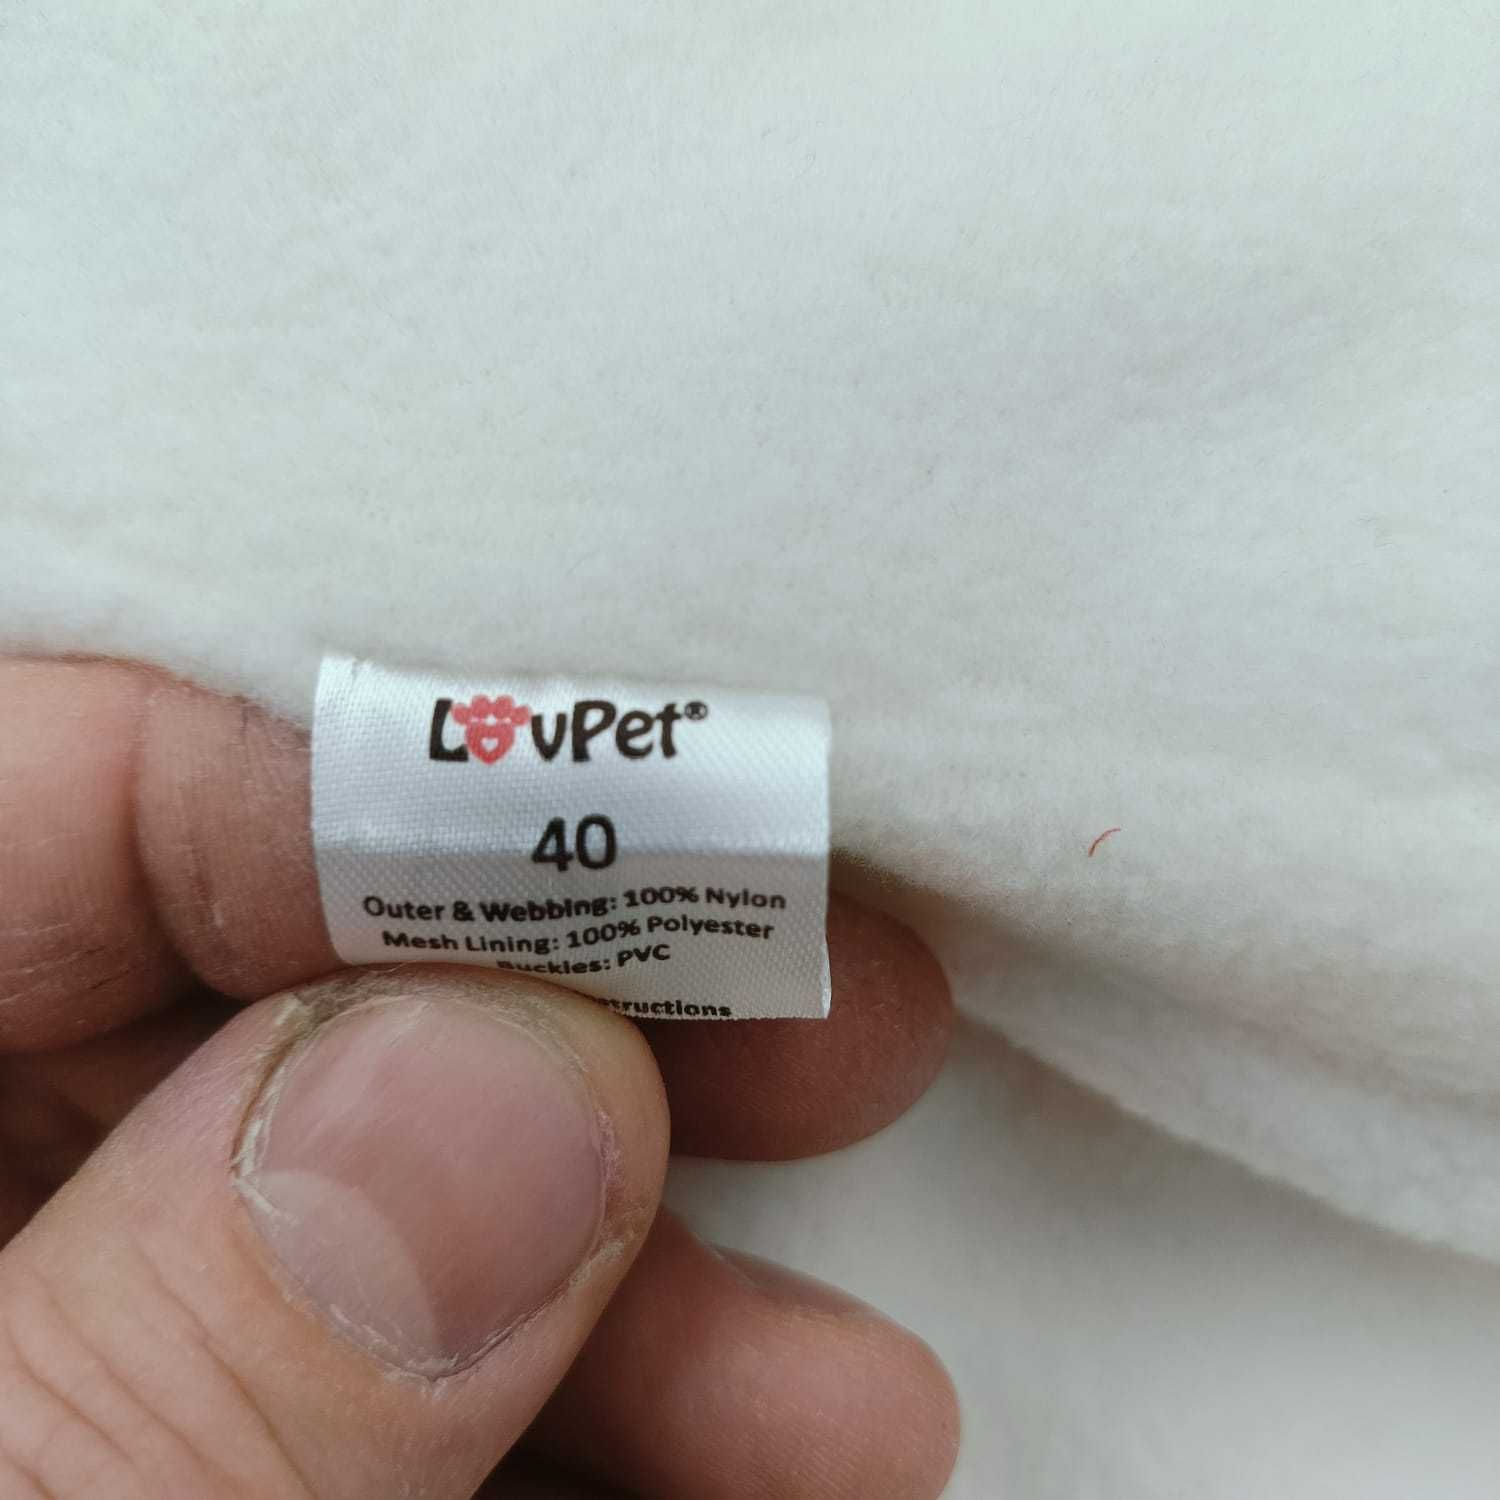 LovPet®
40
Outer & Webbing: 100% Nylon
Mesh Lining: 100% Polyester
Buckles: PVC